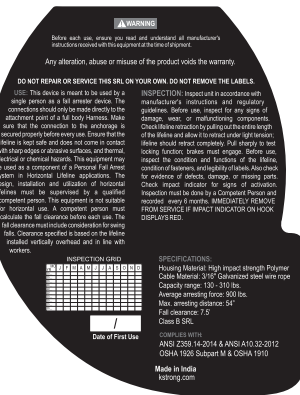 WARNING
Before each use, ensure you read and understand all manufacturer's
instructions received with this equipment at the time of shipment.
Any alteration, abuse or misuse of the product voids the warranty.
DO NOT REPAIR OR SERVICE THIS SRL ON YOUR OWN. DO NOT REMOVE THE LABELS.
USE: This device is meant to be used by a
single person as a fall arrester device. The
connections should only be made directly to the
attachment point of a full body Harness. Make
sure that the connection to the anchorage is
secured properly before every use. Ensure that the
lifeline is kept safe and does not come in contact
with sharp edges or abrasive surfaces, and thermal,
electrical or chemical hazards. This equipment may
be used as a component of a Personal Fall Arrest
System in Horizontal Lifeline applications. The
design, installation and utilization of horizontal
lifelines must be supervised by a qualified
competent person. This equipment is not suitable
for horizontal use. A competent person must
calculate the fall clearance before each use. The
fall clearance must include consideration for swing
falls. Clearance specified is based on the lifeline
installed vertically overhead and in line with
workers.
INSPECTION: Inspect unit in accordance with
manufacturer's instructions and regulatory
guidelines. Before use, inspect for any signs of
damage, wear, or malfunctioning components.
Check lifeline retraction by pulling out the entire length
of the lifeline and allow it to retract under light tension,
lifeline should retract completely. Pull sharply to test
locking function; brakes must engage. Before use,
inspect the condition and functions of the lifeline,
condition of fasteners, and legibility of labels. Also check
for evidence of defects, damage, or missing parts.
Check impact indicator for signs of activation.
Inspection must be done by a Competent Person and
recorded every 6 months. IMMEDIATELY REMOVE
FROM SERVICE IF IMPACT INDICATOR ON HOOK
DISPLAYS RED.
INSPECTION GRID
J F M A M J J A S O N D
/
Date of First Use
SPECIFICATIONS:
Housing Material: High impact strength Polymer
Cable Material: 3/16" Galvanized steel wire rope
Capacity range: 130 - 310 lbs.
Average arresting force: 900 lbs.
Max. arresting distance: 54"
Fall clearance: 7.5'
Class B SRL
COMPLIES WITH:
ANSI Z359.14-2014 & ANSI A10.32-2012
OSHA 1926 Subpart M & OSHA 1910
Made in India
kstrong.com